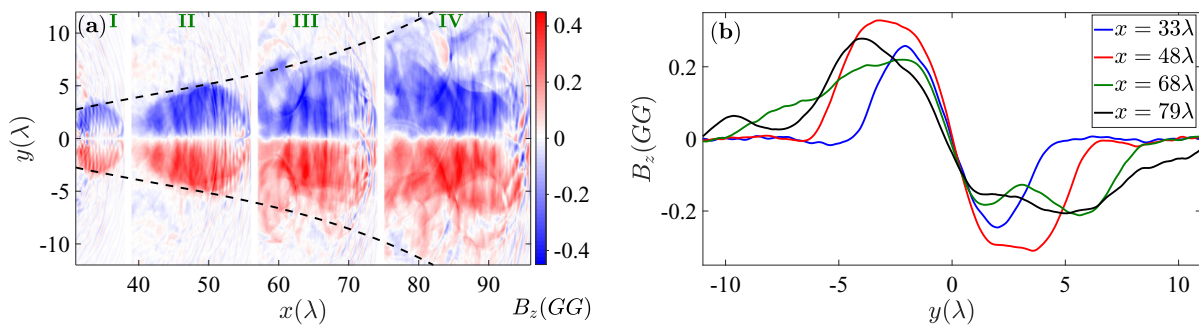 (a)
I II III IV
10
5
0
-5
-10
y(λ)
40 50 60 70 80 90
x(λ)
0.4
0.2
0
-0.2
-0.4
B_z(GG)
(b)
x = 33λ
x = 48λ
x = 68λ
x = 79λ
0.2
0
-0.2
B_z(GG)
-10 -5 0 5 10
y(λ)